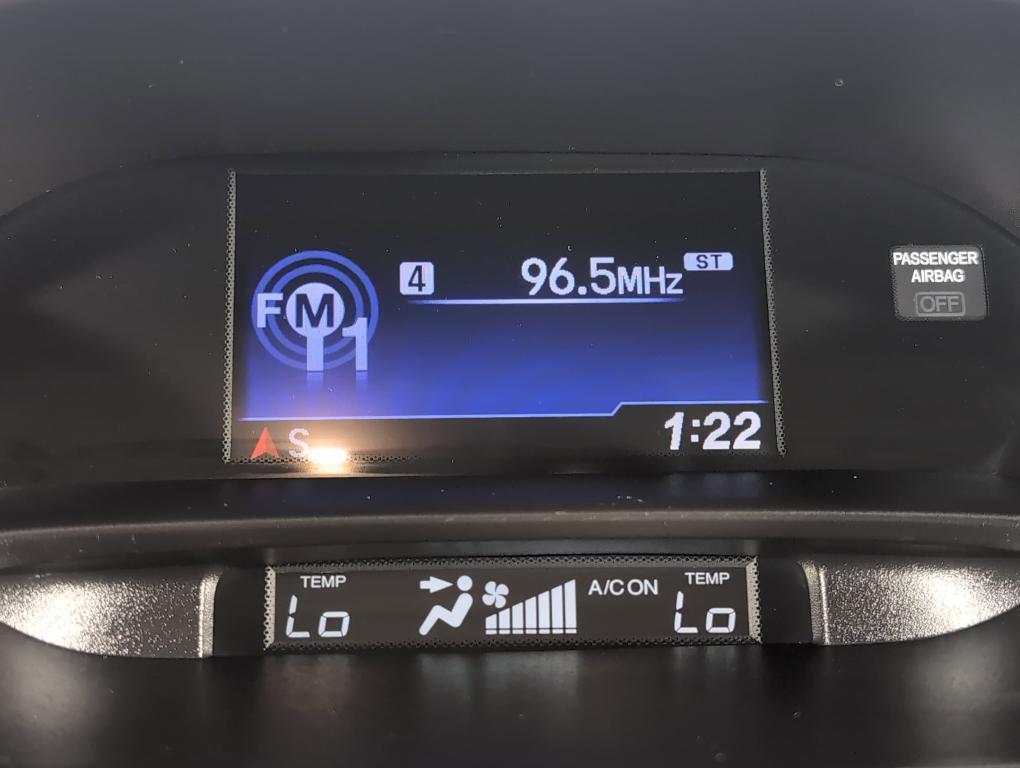 FM1
4 96.5MHz ST
PASSENGER
AIRBAG
OFF
S
1:22
TEMP
Lo
A/C ON
TEMP
Lo